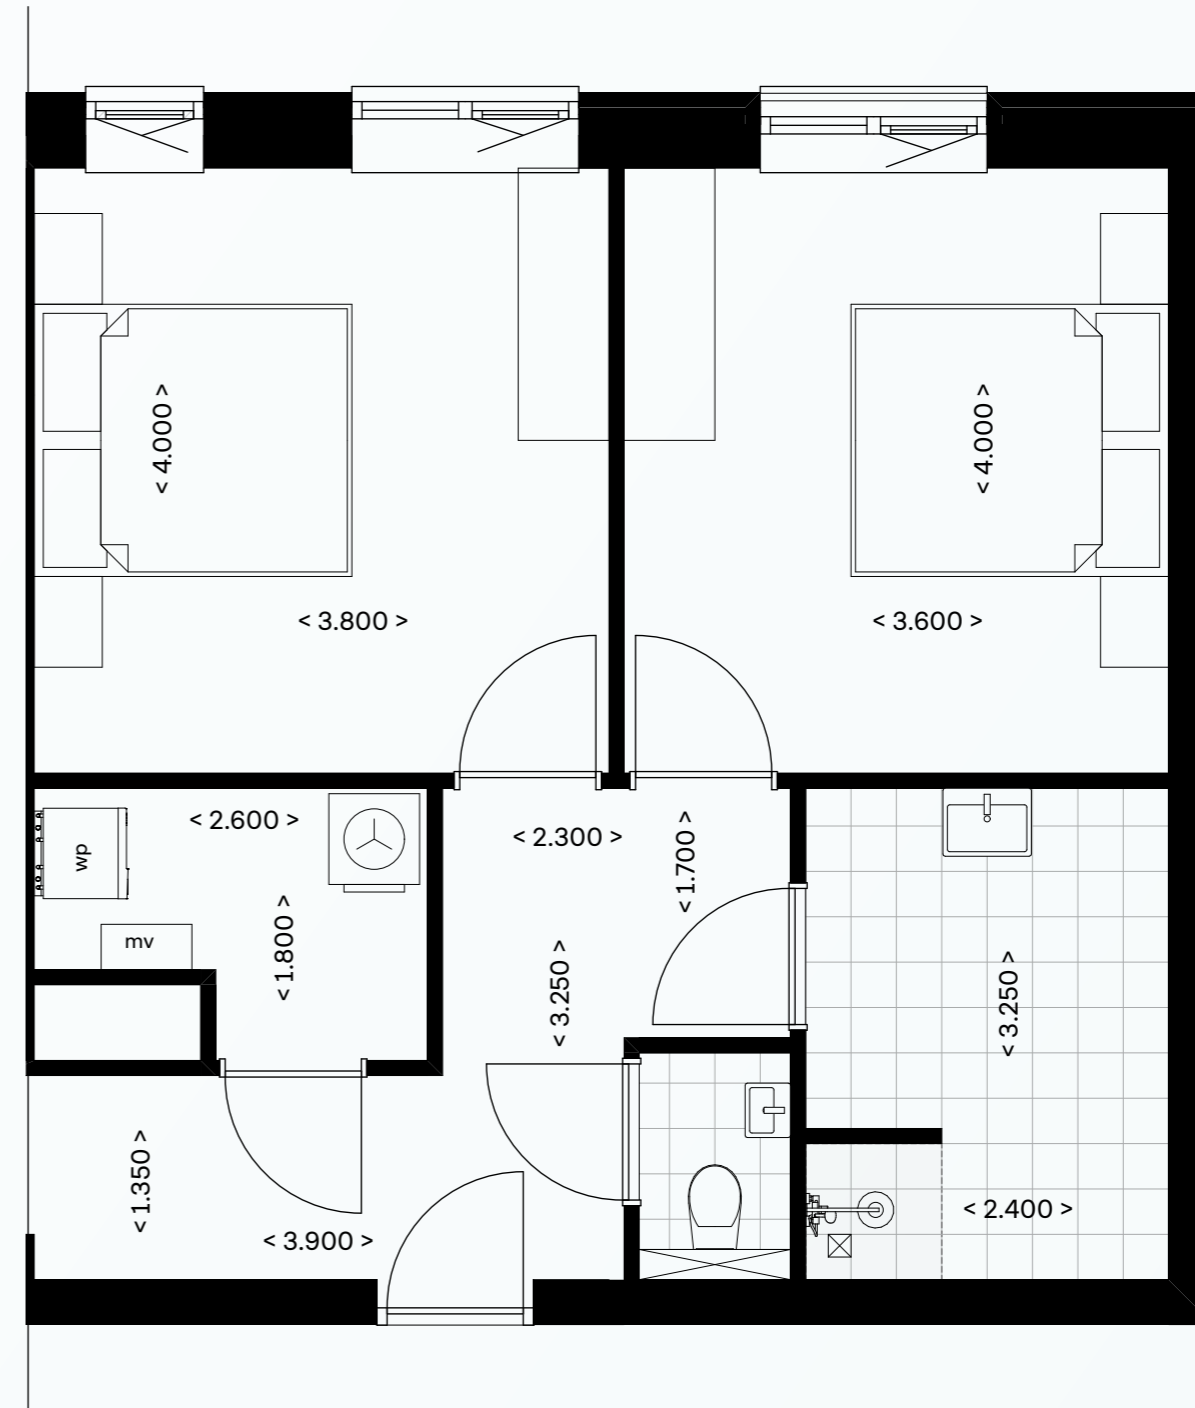 < 4.000 >
< 4.000 >
< 3.800 >
< 3.600 >
< 2.600 >
wp
< 2.300 >
< 1.700 >
mv
< 1.800 >
< 3.250 >
< 3.250 >
< 1.350 >
< 3.900 >
< 2.400 >